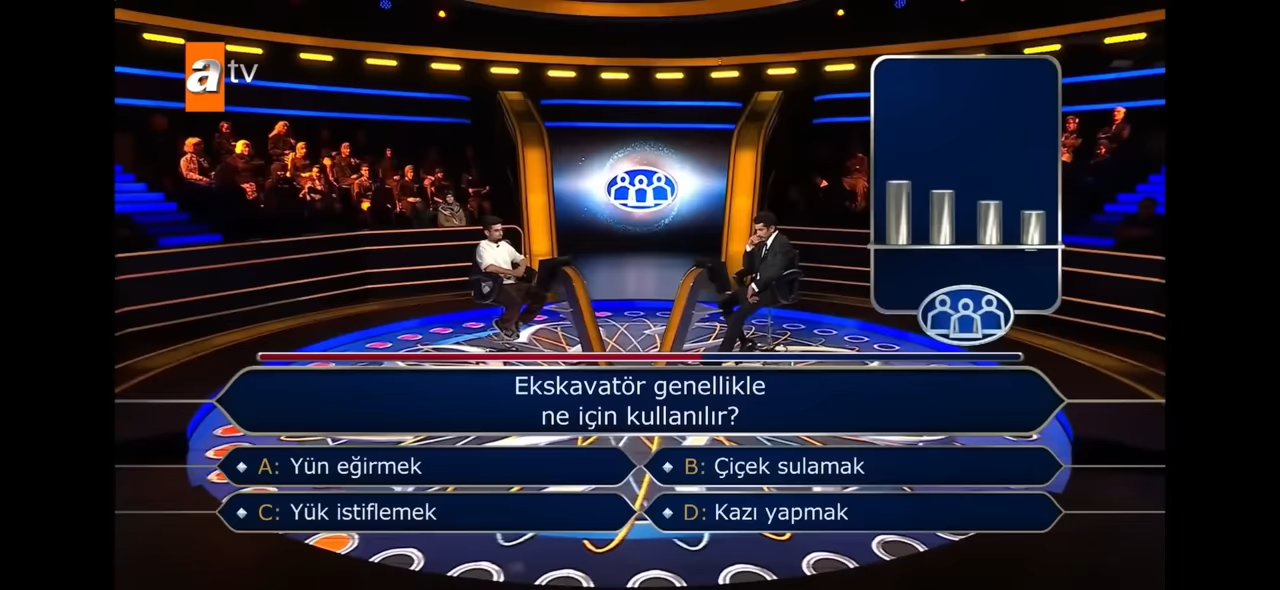 atv
Ekskavatör genellikle
ne için kullanılır?
A: Yün eğirmek
B: Çiçek sulamak
C: Yük istiflemek
D: Kazı yapmak